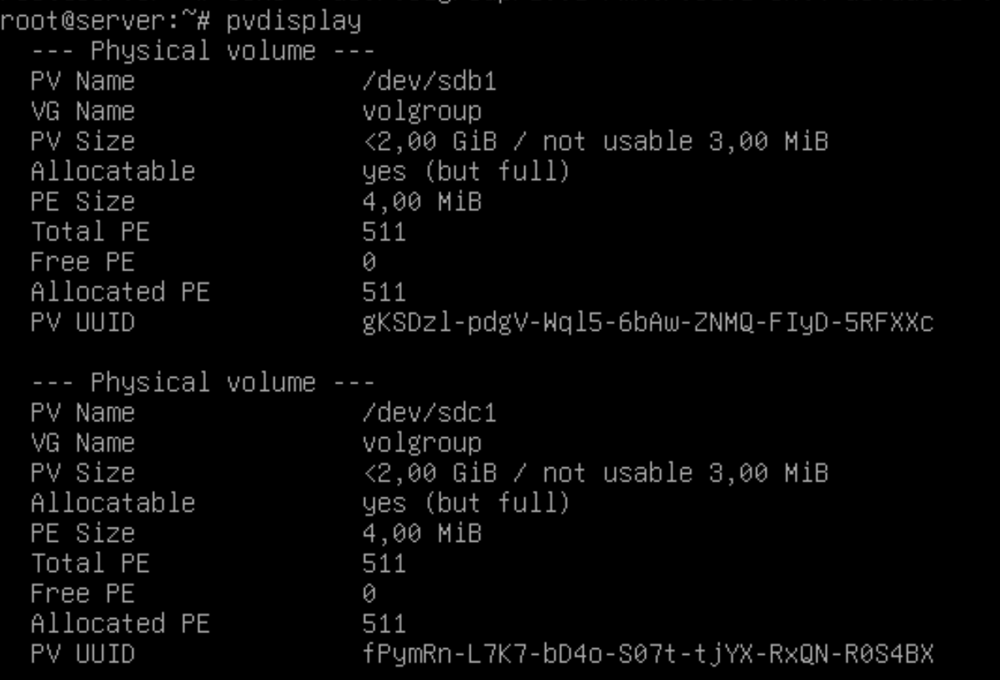 root@server:~# pvdisplay
--- Physical volume ---
PV Name /dev/sdb1
VG Name volgroup
PV Size <2,00 GiB / not usable 3,00 MiB
Allocatable yes (but full)
PE Size 4,00 MiB
Total PE 511
Free PE 0
Allocated PE 511
PV UUID gKSDzl-pdgV-Wql5-6bAw-ZNMQ-FIyD-5RFXXc
--- Physical volume ---
PV Name /dev/sdc1
VG Name volgroup
PV Size <2,00 GiB / not usable 3,00 MiB
Allocatable yes (but full)
PE Size 4,00 MiB
Total PE 511
Free PE 0
Allocated PE 511
PV UUID fPymRn-L7K7-bD4o-S07t-tjYX-RxQN-R0S4BX